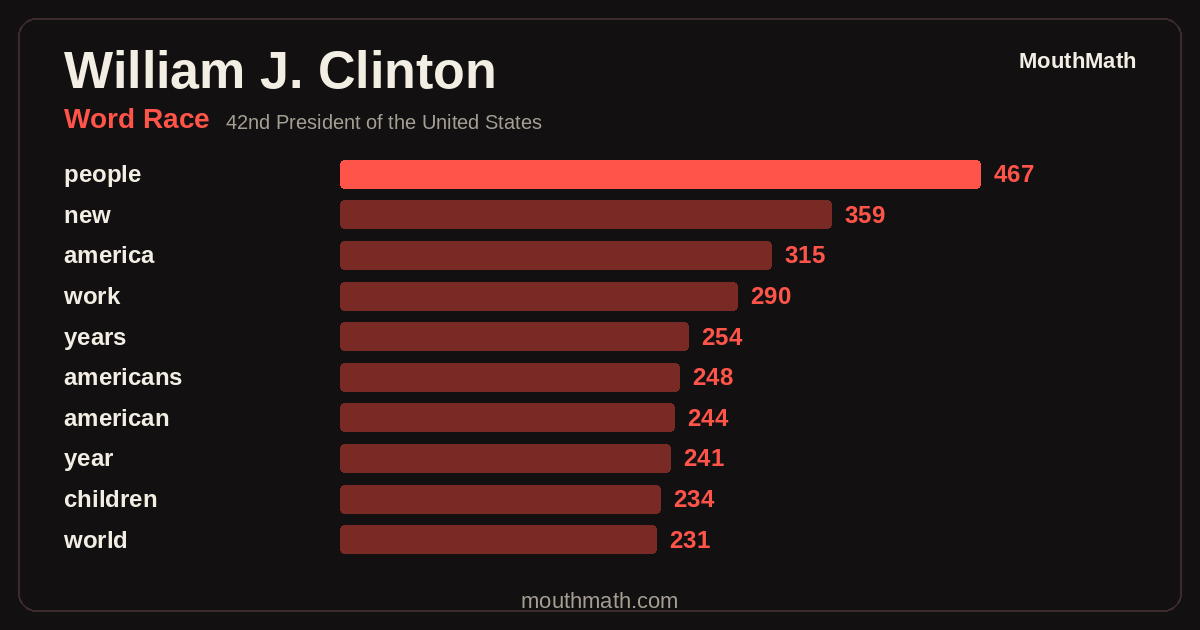 William J. Clinton
MouthMath
Word Race 42nd President of the United States
people 467
new 359
america 315
work 290
years 254
americans 248
american 244
year 241
children 234
world 231
mouthmath.com